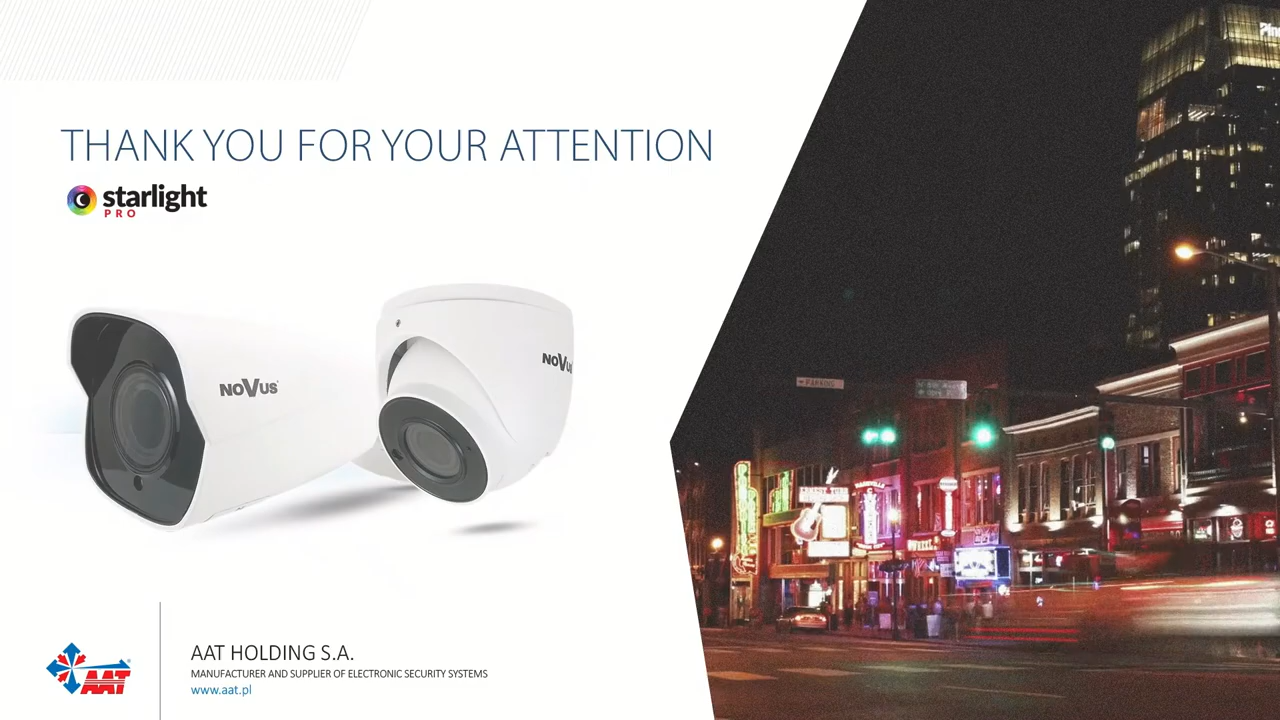 THANK YOU FOR YOUR ATTENTION
starlight
PRO
NOVUS
NOVUS
PARKING
AAT
AAT HOLDING S.A.
MANUFACTURER AND SUPPLIER OF ELECTRONIC SECURITY SYSTEMS
www.aat.pl